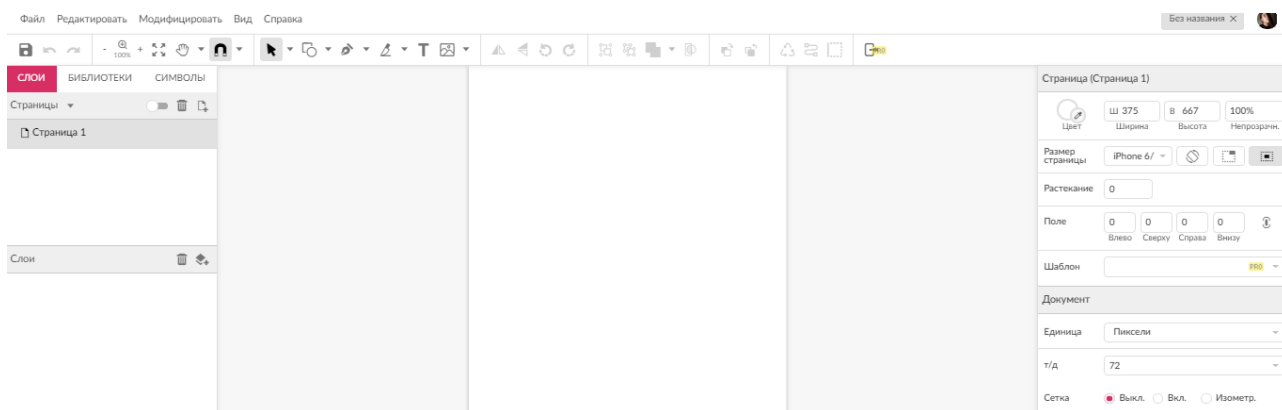 Файл Редактировать Модифицировать Вид Справка
Без названия ×
- 100% +
T
PRO
СЛОИ БИБЛИОТЕКИ СИМВОЛЫ
Страницы
Страница 1
Слои
Страница (Страница 1)
Ш 375 В 667 100%
Цвет Ширина Высота Непрозрачн.
Размер страницы iPhone 6/
Растекание 0
Поле 0 0 0 0
Влево Сверху Справа Внизу
Шаблон PRO
Документ
Единица Пиксели
т/д 72
Сетка Выкл. Вкл. Изометр.